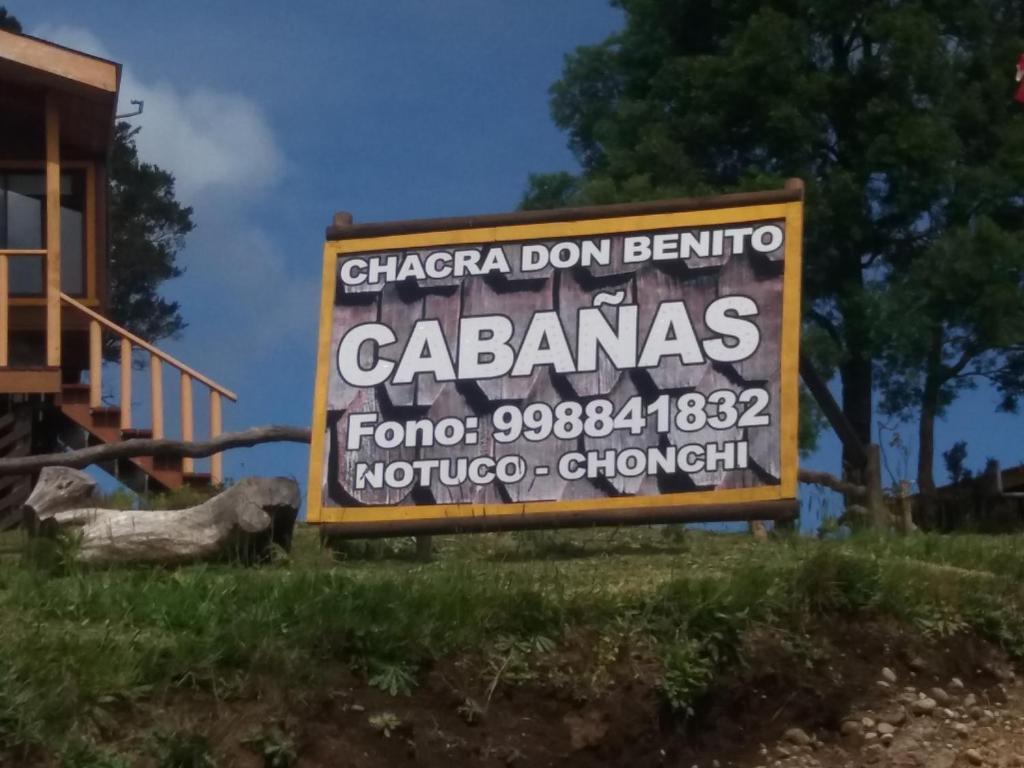 CHACRA DON BENITO
CABAÑAS
Fono: 998841832
NOTUCO - CHONCHI